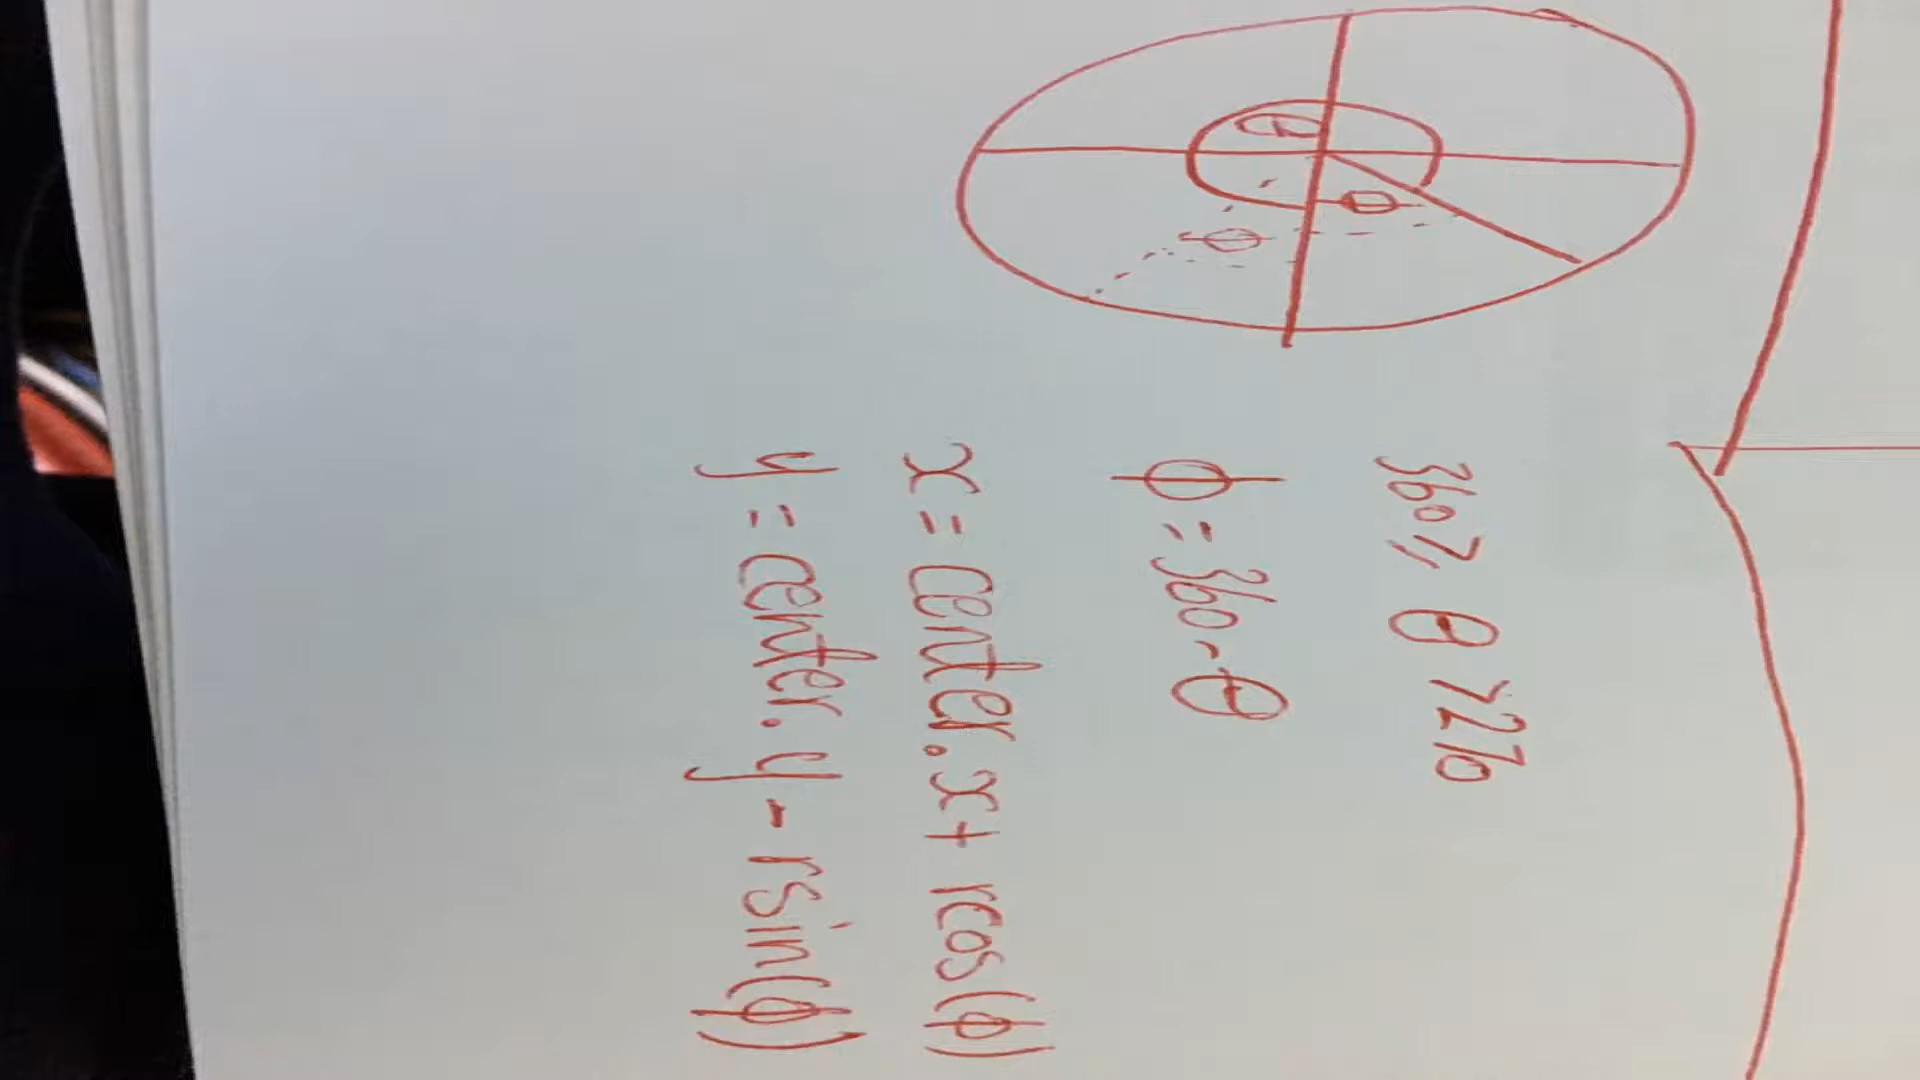 θ
ϕ
ϕ
360 ≥ θ > 270
ϕ = 360 - θ
x = center.x + rcos(ϕ)
y = center.y - rsin(ϕ)